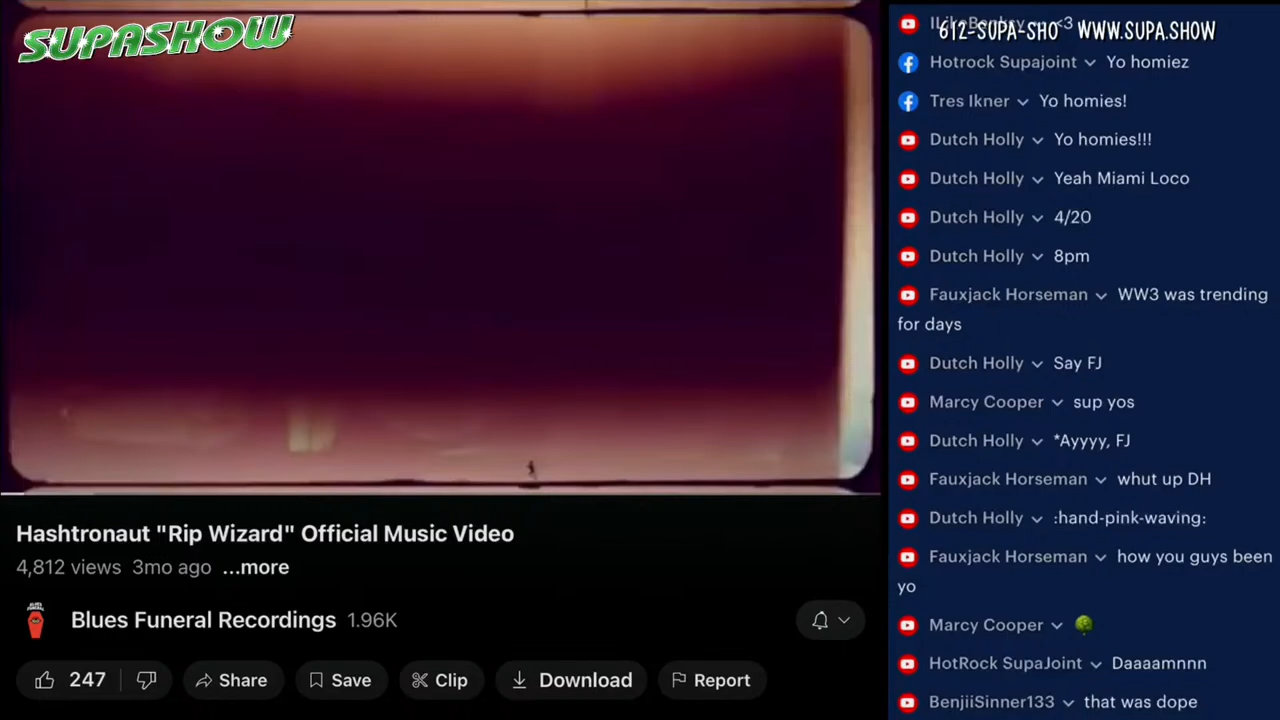 SUPASHOW
<3
612-SUPA-SHO WWW.SUPA.SHOW
Hotrock Supajoint Yo homiez
Tres Ikner Yo homies!
Dutch Holly Yo homies!!!
Dutch Holly Yeah Miami Loco
Dutch Holly 4/20
Dutch Holly 8pm
Fauxjack Horseman WW3 was trending
for days
Dutch Holly Say FJ
Marcy Cooper sup yos
Dutch Holly *Ayyyy, FJ
Fauxjack Horseman whut up DH
Dutch Holly :hand-pink-waving:
Fauxjack Horseman how you guys been
yo
Marcy Cooper 🌳
HotRock SupaJoint Daaaamnnn
BenjiiSinner133 that was dope
Hashtronaut "Rip Wizard" Official Music Video
4,812 views 3mo ago ...more
Blues Funeral Recordings 1.96K
247 Share Save Clip Download Report